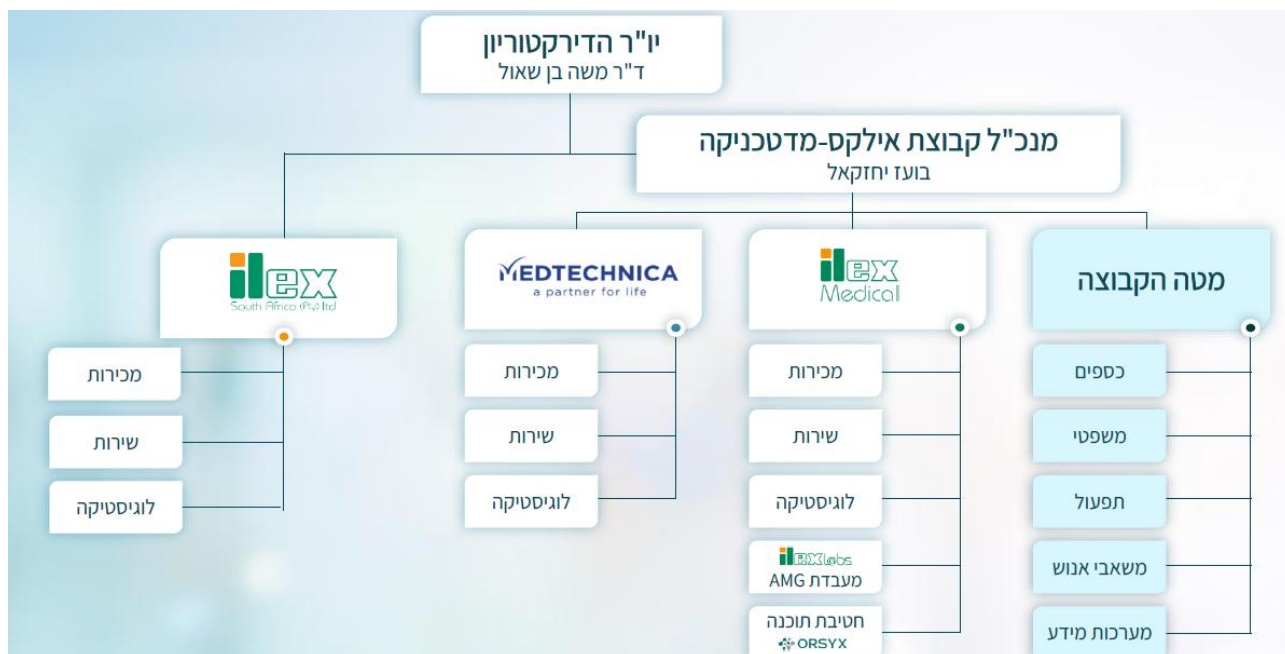 יו"ר הדירקטוריון
ד"ר משה בן שאול
מנכ"ל קבוצת אילקס-מדטכניקה
בועז יחזקאל
מטה הקבוצה
כספים
משפטי
תפעול
משאבי אנוש
מערכות מידע
ilex
Medical
מכירות
שירות
לוגיסטיקה
ilex Labs
מעבדת AMG
חטיבת תוכנה
ORSYX
MEDTECHNICA
a partner for life
מכירות
שירות
לוגיסטיקה
ilex
South Africa (Pty) ltd
מכירות
שירות
לוגיסטיקה